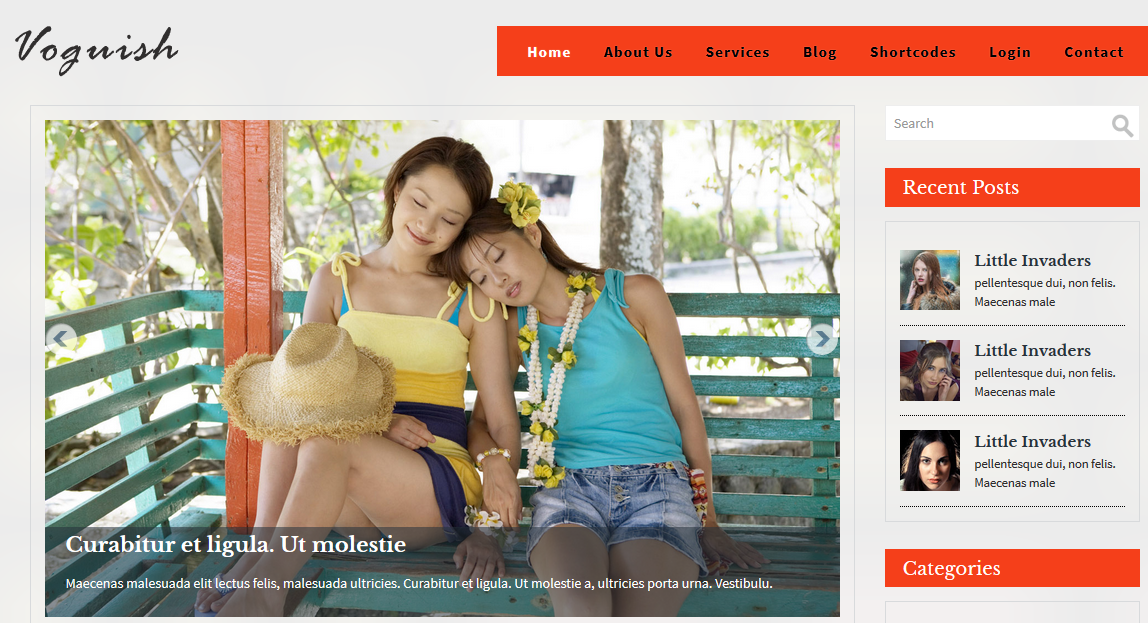 Voguish
Home About Us Services Blog Shortcodes Login Contact
Search
Recent Posts
Little Invaders
pellentesque dui, non felis.
Maecenas male
Little Invaders
pellentesque dui, non felis.
Maecenas male
Little Invaders
pellentesque dui, non felis.
Maecenas male
Curabitur et ligula. Ut molestie
Maecenas malesuada elit lectus felis, malesuada ultricies. Curabitur et ligula. Ut molestie a, ultricies porta urna. Vestibulu.
Categories